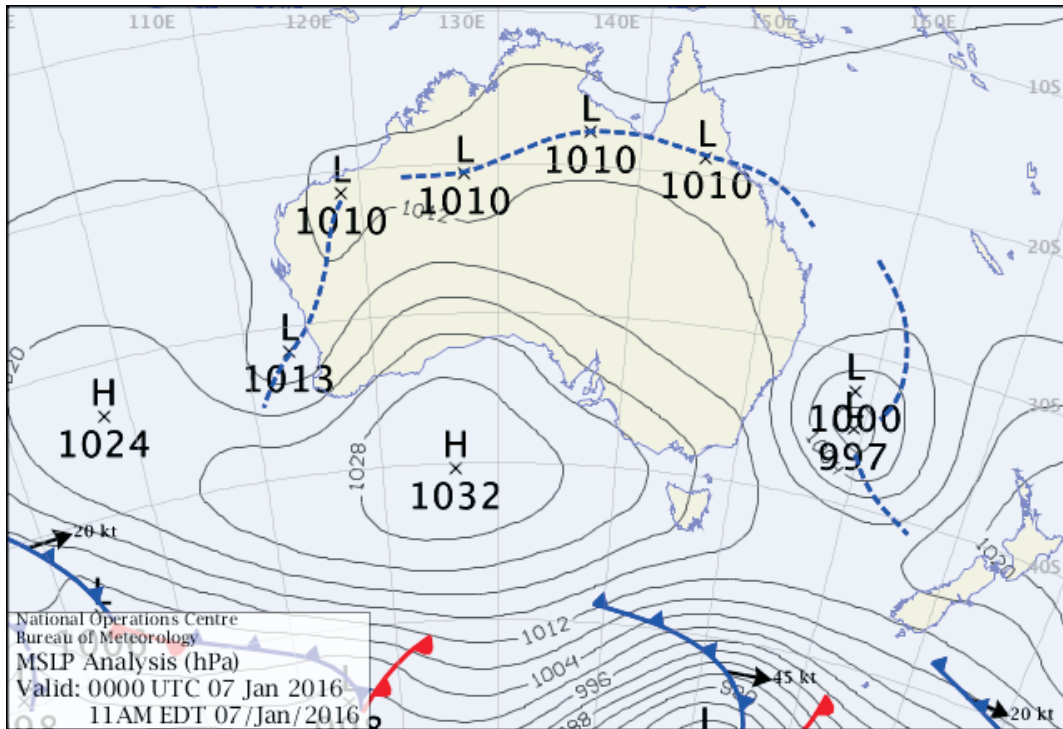 110E 120E 130E 140E 150E 160E
10S
L
L
L
L
1010
1010
1010
1010
1012
20S
L
1013
L
1000
L
997
30S
H
1024
H
1032
1028
1020
1020
40S
20 kt
L
1012
1004
996
988
45 kt
L
20 kt
National Operations Centre
Bureau of Meteorology
MSLP Analysis (hPa)
Valid: 0000 UTC 07 Jan 2016
11AM EDT 07/Jan/2016